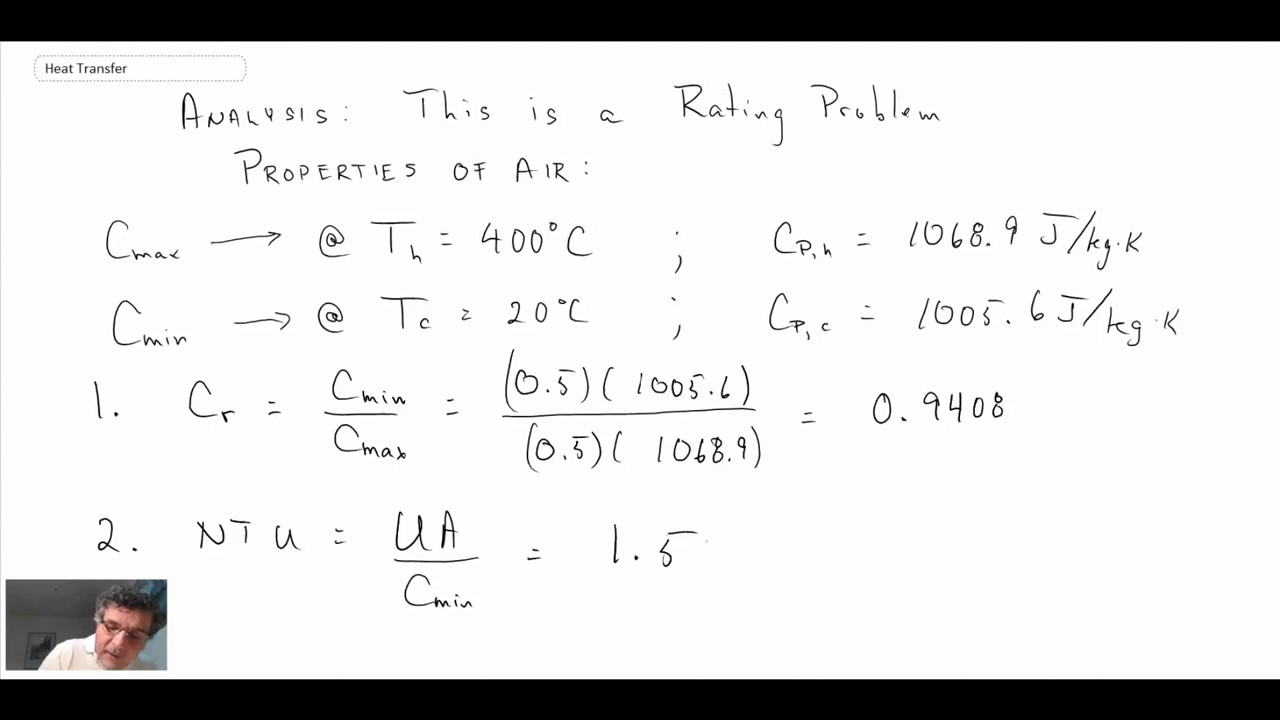 Heat Transfer
ANALYSIS: This is a Rating Problem
PROPERTIES OF AIR:
Cmax → @ Th = 400°C ; CP,h = 1068.9 J/kg·K
Cmin → @ Tc = 20°C ; CP,c = 1005.6 J/kg·K
1. Cr = Cmin/Cmax = (0.5)(1005.6)/(0.5)(1068.9) = 0.9408
2. NTU = UA/Cmin = 1.5